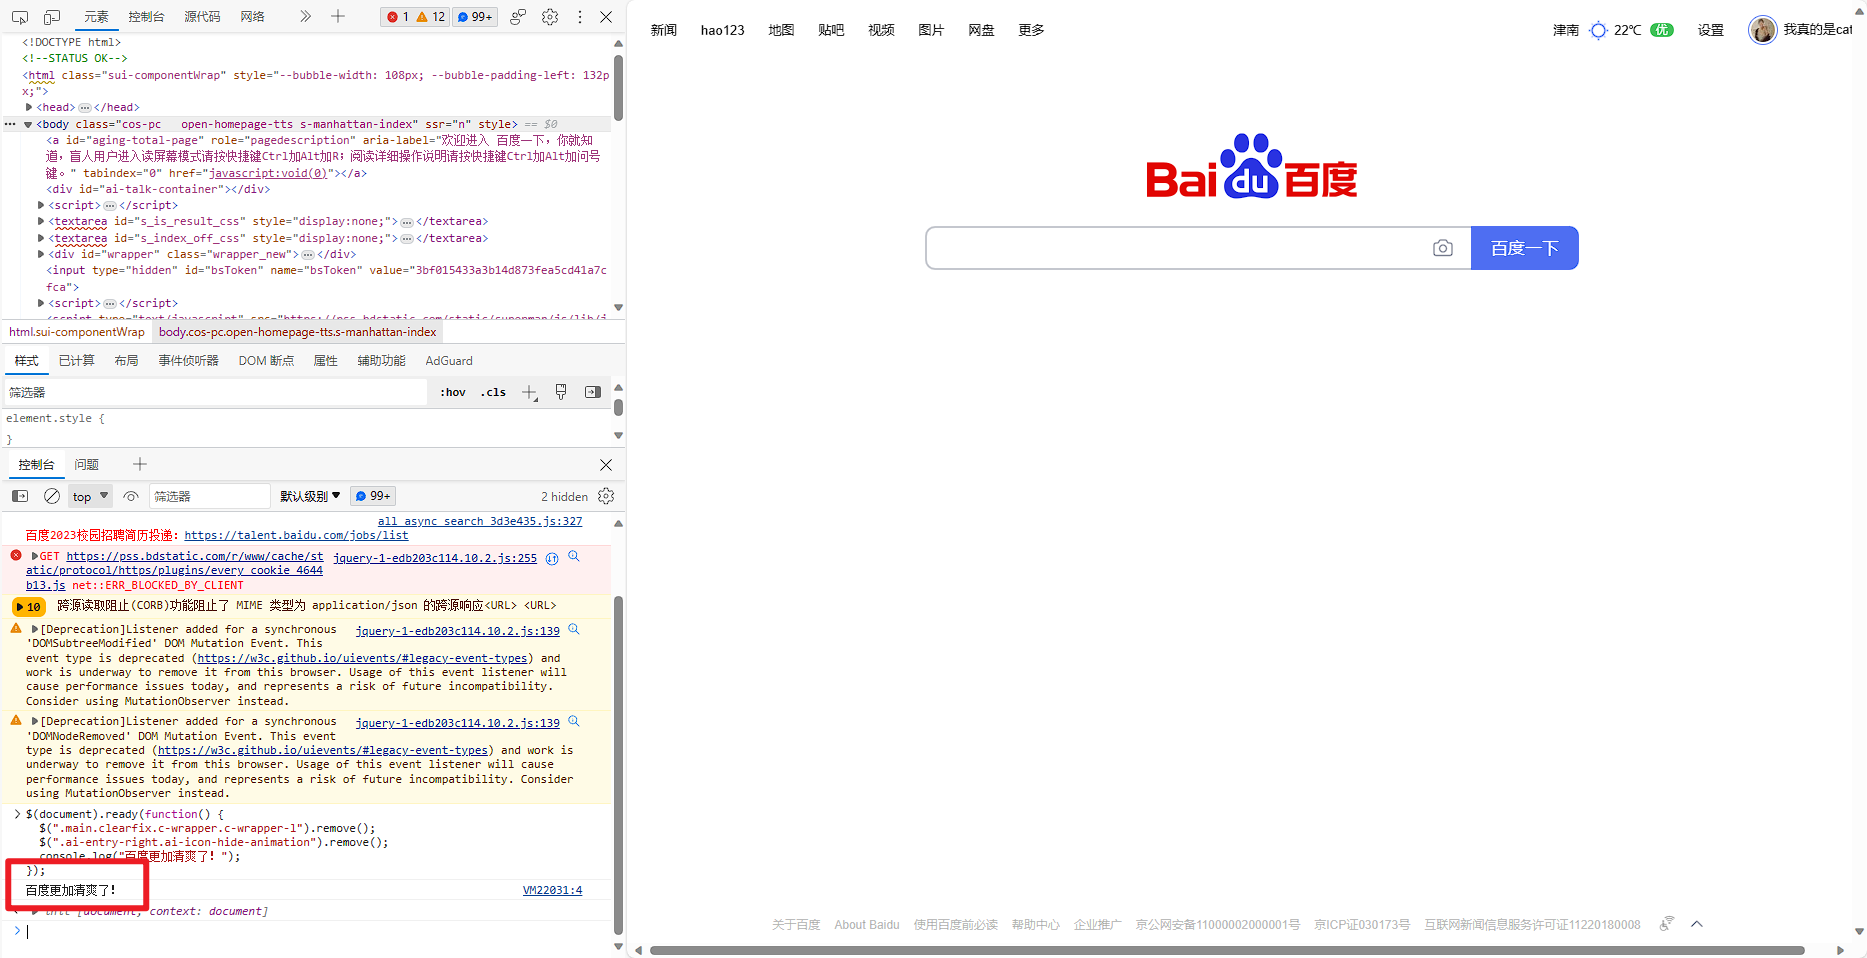 元素 控制台 源代码 网络 1 12 99+
<!DOCTYPE html>
<!--STATUS OK-->
<html class="sui-componentWrap" style="--bubble-width: 108px; --bubble-padding-left: 132p
x;">
<head> … </head>
… <body class="cos-pc   open-homepage-tts s-manhattan-index" ssr="n" style> == $0
<a id="aging-total-page" role="pagedescription" aria-label="欢迎进入 百度一下，你就知
道，盲人用户进入读屏幕模式请按快捷键Ctrl加Alt加R；阅读详细操作说明请按快捷键Ctrl加Alt加问号
键。" tabindex="0" href="javascript:void(0)"></a>
<div id="ai-talk-container"></div>
<script> … </script>
<textarea id="s_is_result_css" style="display:none;"> … </textarea>
<textarea id="s_index_off_css" style="display:none;"> … </textarea>
<div id="wrapper" class="wrapper_new"> … </div>
<input type="hidden" id="bsToken" name="bsToken" value="3bf015433a3b14d873fea5cd41a7c
fca">
<script> … </script>
<script type="text/javascript" src="https://pss.bdstatic.com/static/superman/js/lib/j
html.sui-componentWrap body.cos-pc.open-homepage-tts.s-manhattan-index
样式 已计算 布局 事件侦听器 DOM 断点 属性 辅助功能 AdGuard
筛选器 :hov .cls
element.style {
}
控制台 问题
top 筛选器 默认级别 99+ 2 hidden
all_async_search_3d3e435.js:327
百度2023校园招聘简历投递：https://talent.baidu.com/jobs/list
GET https://pss.bdstatic.com/r/www/cache/st jquery-1-edb203c114.10.2.js:255
atic/protocol/https/plugins/every_cookie_4644
b13.js net::ERR_BLOCKED_BY_CLIENT
10 跨源读取阻止(CORB)功能阻止了 MIME 类型为 application/json 的跨源响应<URL> <URL>
[Deprecation]Listener added for a synchronous jquery-1-edb203c114.10.2.js:139
'DOMSubtreeModified' DOM Mutation Event. This
event type is deprecated (https://w3c.github.io/uievents/#legacy-event-types) and
work is underway to remove it from this browser. Usage of this event listener will
cause performance issues today, and represents a risk of future incompatibility.
Consider using MutationObserver instead.
[Deprecation]Listener added for a synchronous jquery-1-edb203c114.10.2.js:139
'DOMNodeRemoved' DOM Mutation Event. This event
type is deprecated (https://w3c.github.io/uievents/#legacy-event-types) and work is
underway to remove it from this browser. Usage of this event listener will cause
performance issues today, and represents a risk of future incompatibility. Consider
using MutationObserver instead.
$(document).ready(function() {
$(".main.clearfix.c-wrapper.c-wrapper-l").remove();
$(".ai-entry-right.ai-icon-hide-animation").remove();
console.log("百度更加清爽了！");
});
百度更加清爽了！ VM22031:4
init [document, context: document]
新闻 hao123 地图 贴吧 视频 图片 网盘 更多 津南 22℃ 优 设置 我真的是cat
Bai du 百度
百度一下
关于百度 About Baidu 使用百度前必读 帮助中心 企业推广 京公网安备11000002000001号 京ICP证030173号 互联网新闻信息服务许可证11220180008